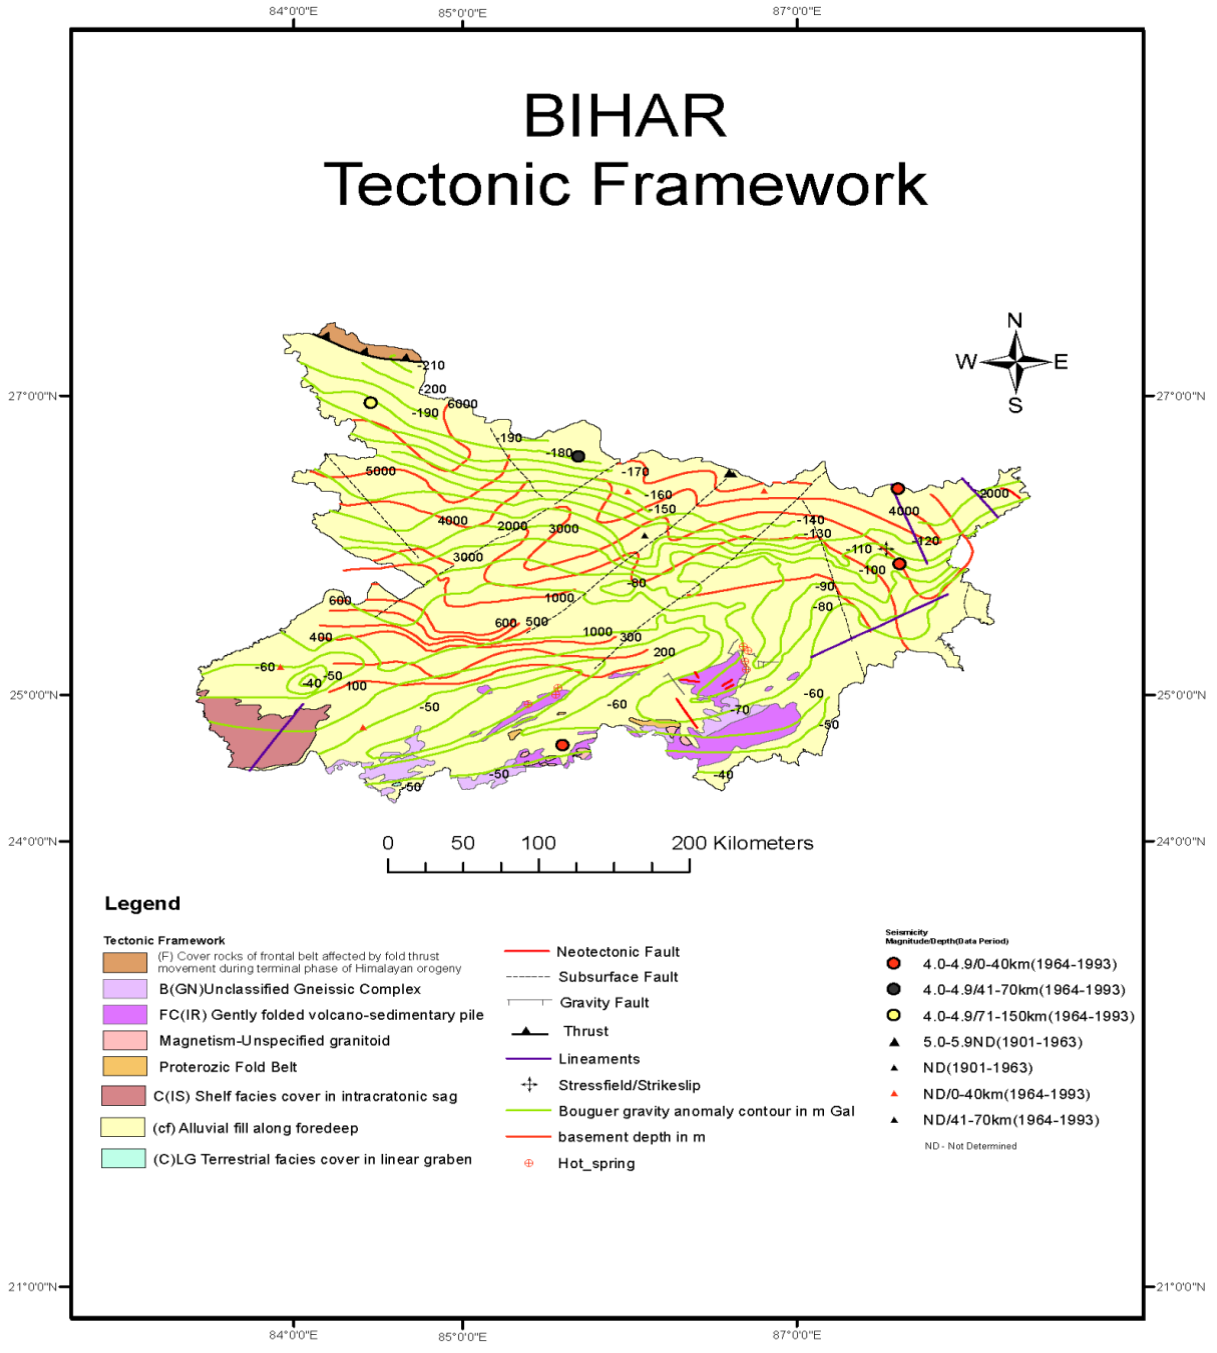 84°0'0"E
85°0'0"E
87°0'0"E
BIHAR
Tectonic Framework
N
W E
S
27°0'0"N
27°0'0"N
-210
-200
-190
6000
-190
-180
-170
5000
-160
-150
2000
4000
4000
2000
3000
-140
-130
-120
-110
3000
-100
-80
-90
600
1000
-80
600
500
400
1000
300
200
-60
-50
-40
100
25°0'0"N
25°0'0"N
-60
-50
-60
-70
-50
-50
-40
-50
24°0'0"N
24°0'0"N
0 50 100 200 Kilometers
Legend
Tectonic Framework
(F) Cover rocks of frontal belt affected by fold thrust
movement during terminal phase of Himalayan orogeny
B(GN)Unclassified Gneissic Complex
FC(IR) Gently folded volcano-sedimentary pile
Magnetism-Unspecified granitoid
Proterozic Fold Belt
C(IS) Shelf facies cover in intracratonic sag
(cf) Alluvial fill along foredeep
(C)LG Terrestrial facies cover in linear graben
Neotectonic Fault
Subsurface Fault
Gravity Fault
Thrust
Lineaments
Stressfield/Strikeslip
Bouguer gravity anomaly contour in m Gal
basement depth in m
Hot_spring
Seismicity
Magnitude/Depth(Data Period)
4.0-4.9/0-40km(1964-1993)
4.0-4.9/41-70km(1964-1993)
4.0-4.9/71-150km(1964-1993)
5.0-5.9ND(1901-1963)
ND(1901-1963)
ND/0-40km(1964-1993)
ND/41-70km(1964-1993)
ND - Not Determined
21°0'0"N
21°0'0"N
84°0'0"E
85°0'0"E
87°0'0"E